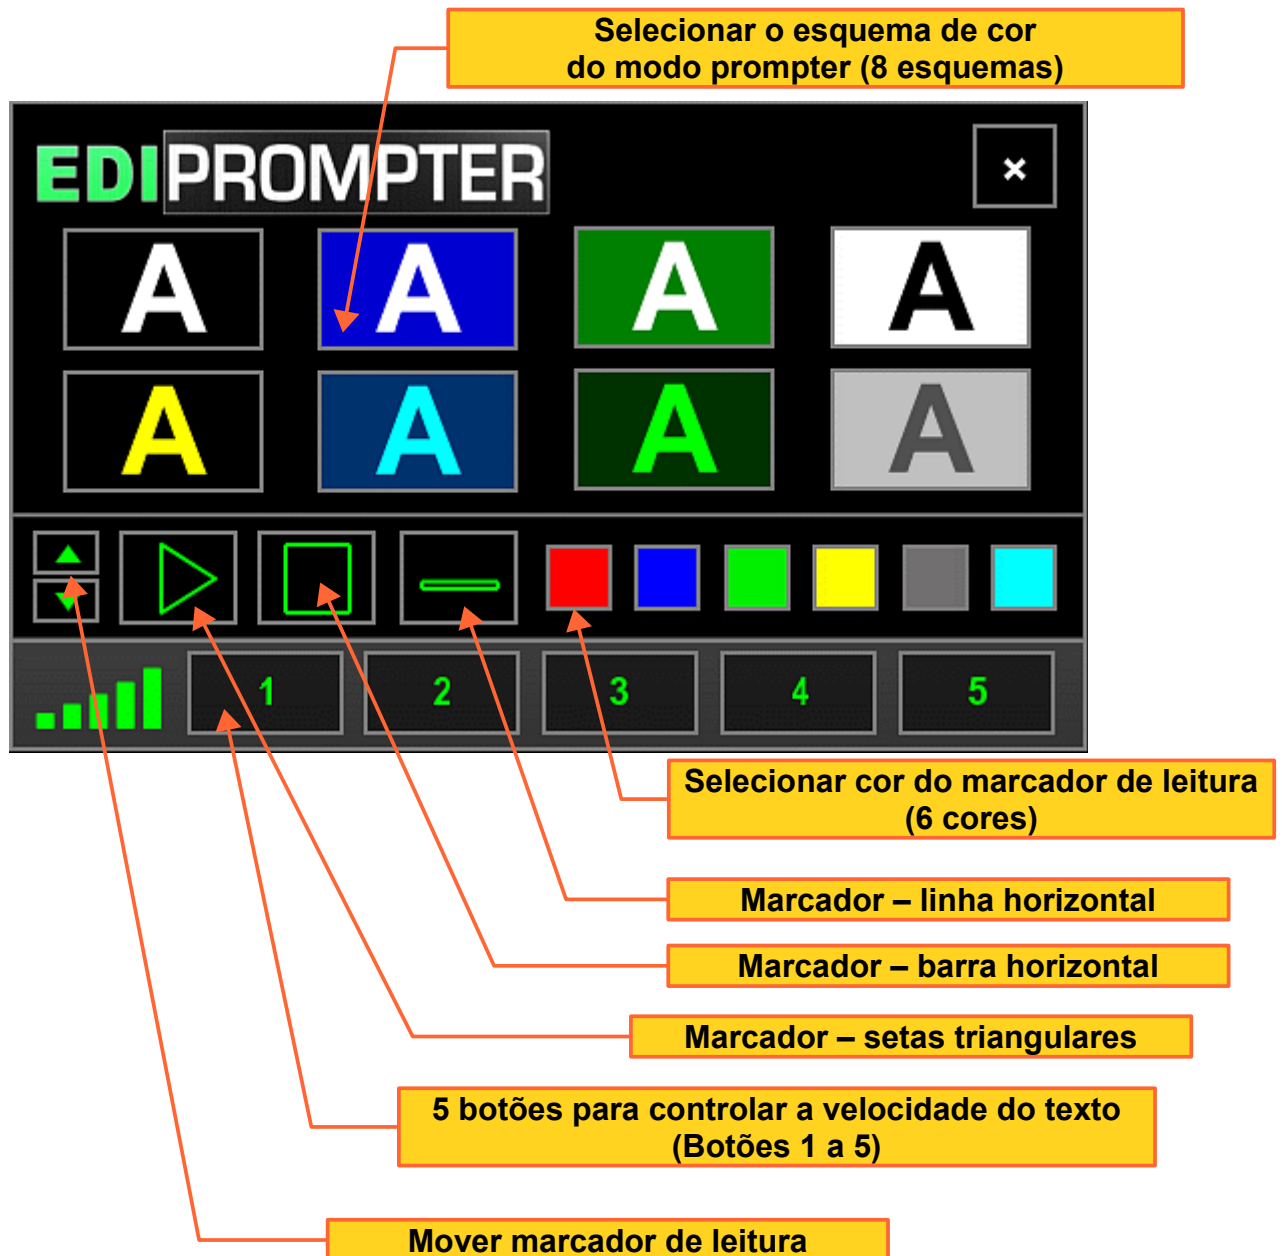 Selecionar o esquema de cor
do modo prompter (8 esquemas)
EDIPROMPTER
×
A A A A
A A A A
1 2 3 4 5
Selecionar cor do marcador de leitura
(6 cores)
Marcador – linha horizontal
Marcador – barra horizontal
Marcador – setas triangulares
5 botões para controlar a velocidade do texto
(Botões 1 a 5)
Mover marcador de leitura